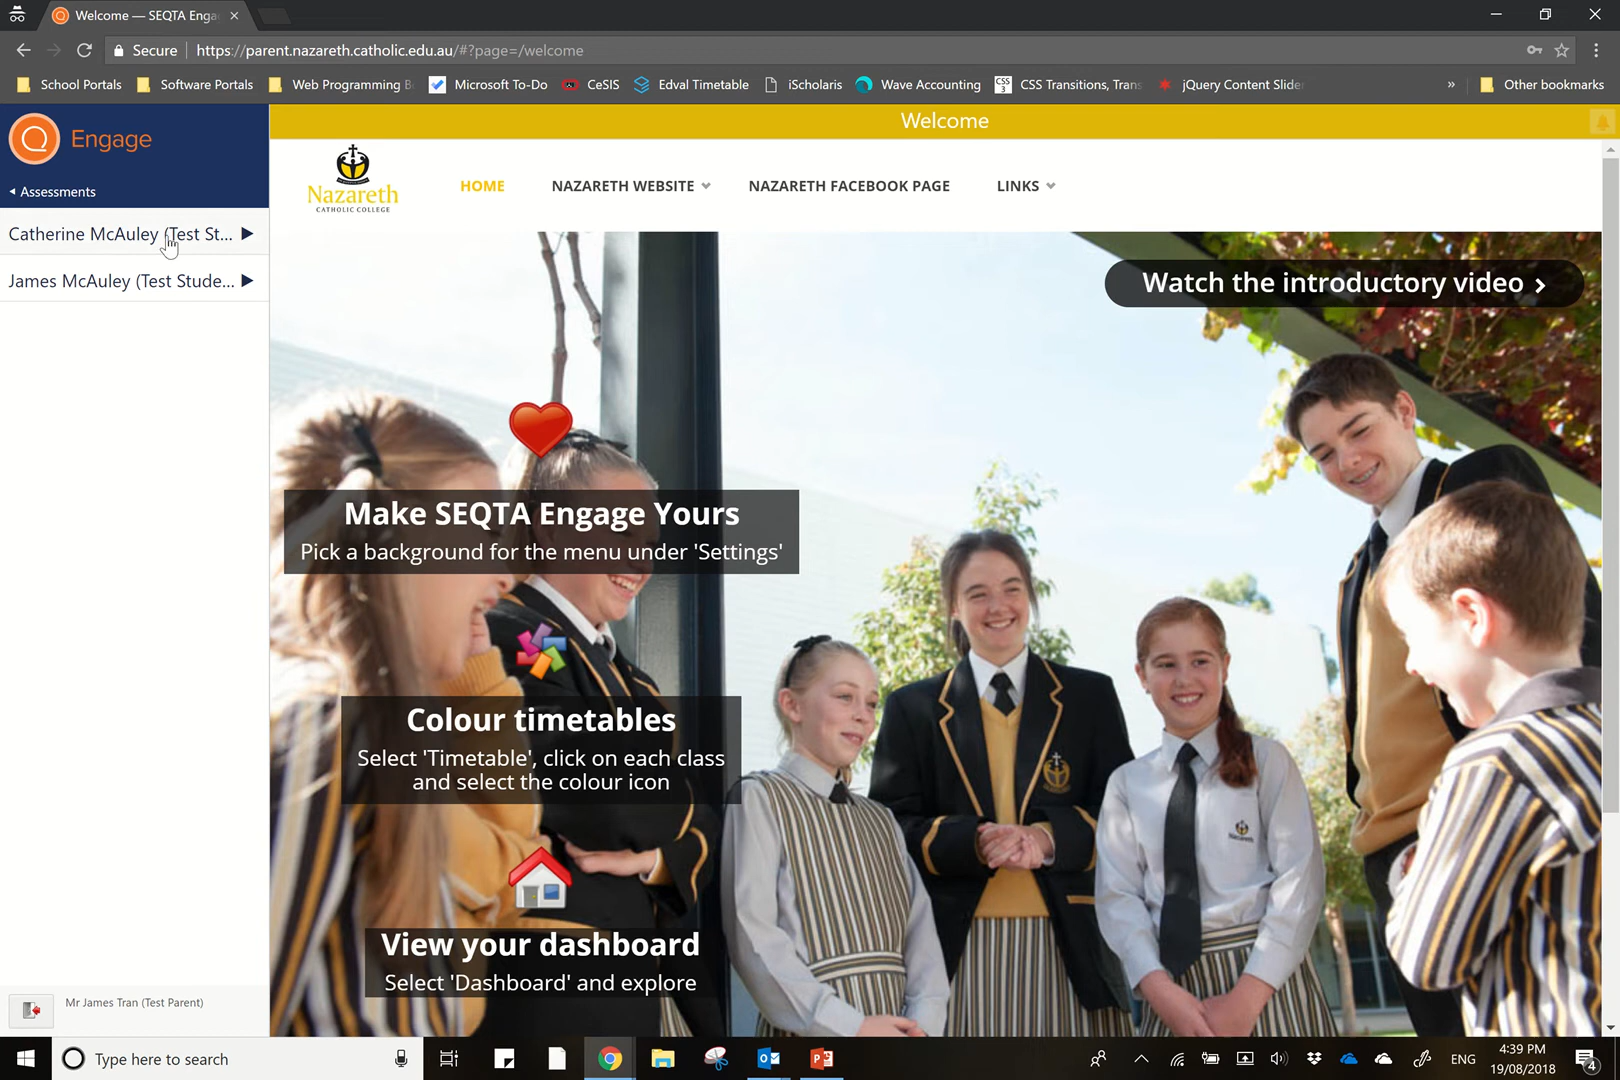 Welcome — SEQTA Enga
Secure
https://parent.nazareth.catholic.edu.au/#?page=/welcome
School Portals
Software Portals
Web Programming B
Microsoft To-Do
CeSIS
Edval Timetable
iScholaris
Wave Accounting
CSS 3
CSS Transitions, Trans
jQuery Content Slider
»
Other bookmarks
Engage
Assessments
Catherine McAuley (Test St...
James McAuley (Test Stude...
Welcome
Nazareth
CATHOLIC COLLEGE
HOME
NAZARETH WEBSITE
NAZARETH FACEBOOK PAGE
LINKS
Watch the introductory video
Make SEQTA Engage Yours
Pick a background for the menu under 'Settings'
Colour timetables
Select 'Timetable', click on each class
and select the colour icon
View your dashboard
Select 'Dashboard' and explore
Nazareth
Mr James Tran (Test Parent)
Type here to search
ENG
4:39 PM
19/08/2018
4